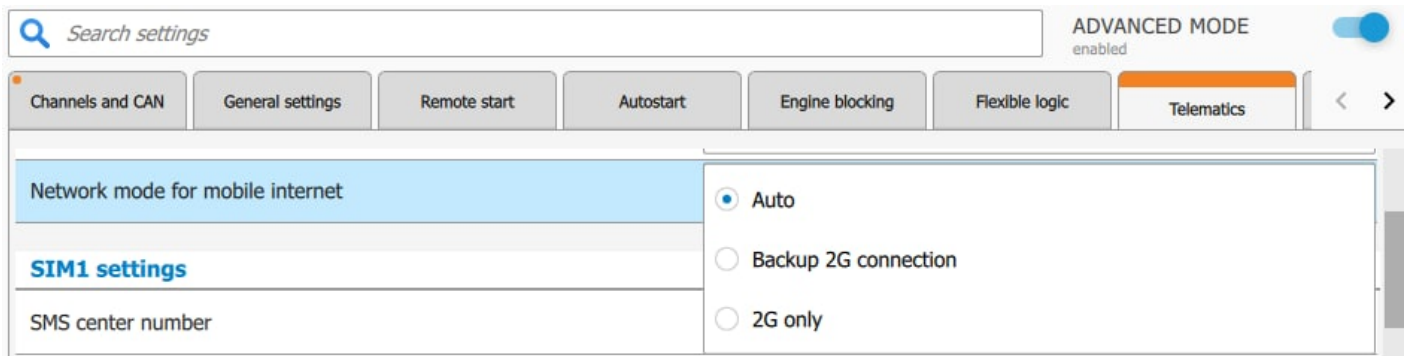 Search settings
ADVANCED MODE
enabled
Channels and CAN
General settings
Remote start
Autostart
Engine blocking
Flexible logic
Telematics
Network mode for mobile internet
Auto
Backup 2G connection
SIM1 settings
SMS center number
2G only